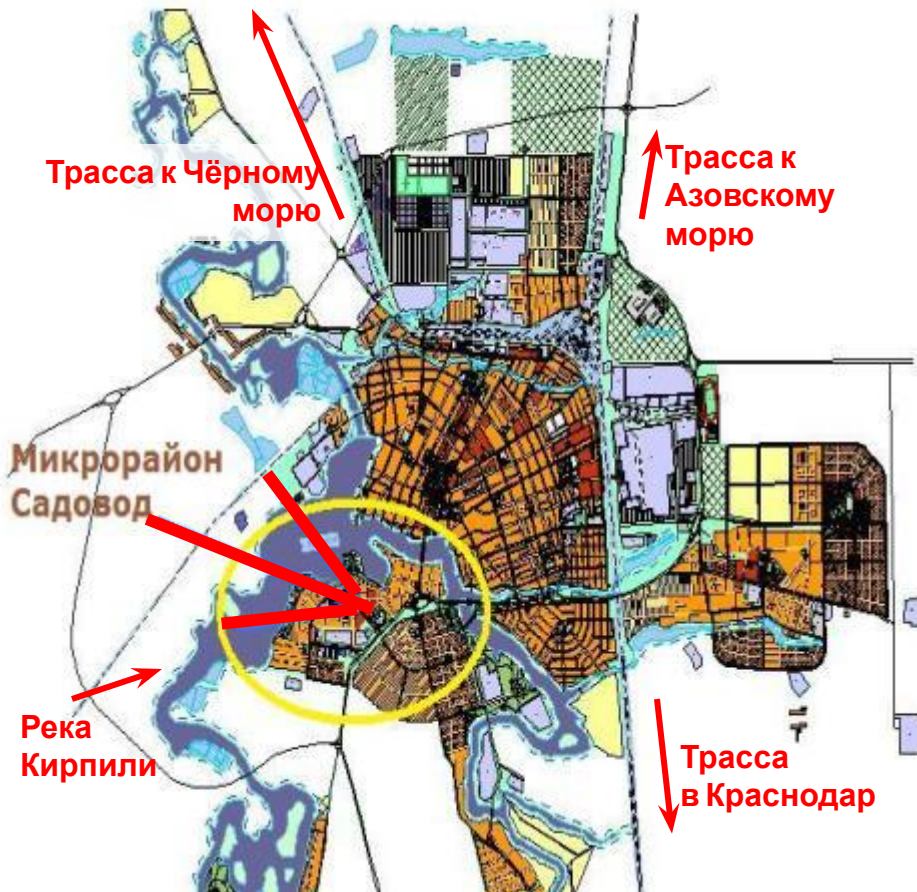 Трасса к Чёрному
морю
Трасса к
Азовскому
морю
Микрорайон
Садовод
Река
Кирпили
Трасса
в Краснодар